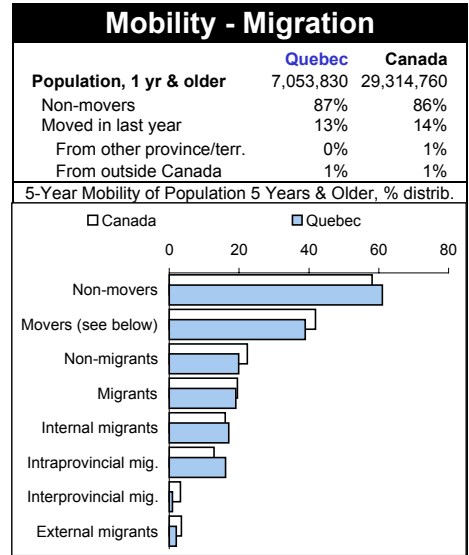 Mobility - Migration
Quebec Canada
Population, 1 yr & older 7,053,830 29,314,760
Non-movers 87% 86%
Moved in last year 13% 14%
From other province/terr. 0% 1%
From outside Canada 1% 1%
5-Year Mobility of Population 5 Years & Older, % distrib.
Canada Quebec
0 20 40 60 80
Non-movers
Movers (see below)
Non-migrants
Migrants
Internal migrants
Intraprovincial mig.
Interprovincial mig.
External migrants